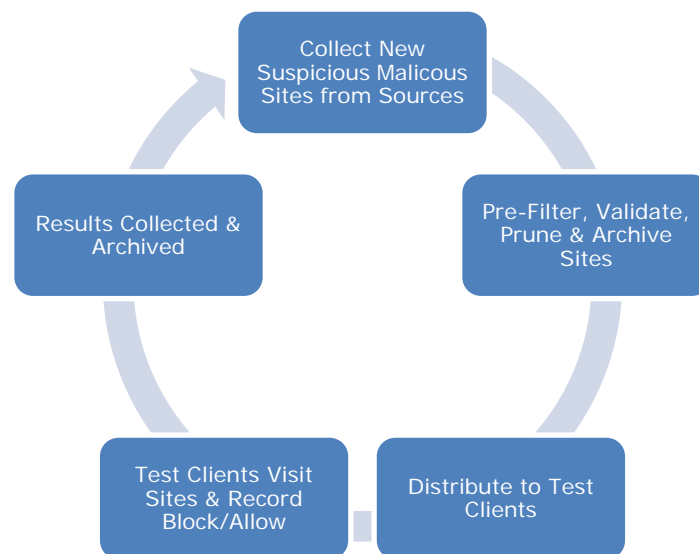 Collect New
Suspicious Malicous
Sites from Sources
Pre-Filter, Validate,
Prune & Archive
Sites
Distribute to Test
Clients
Test Clients Visit
Sites & Record
Block/Allow
Results Collected &
Archived